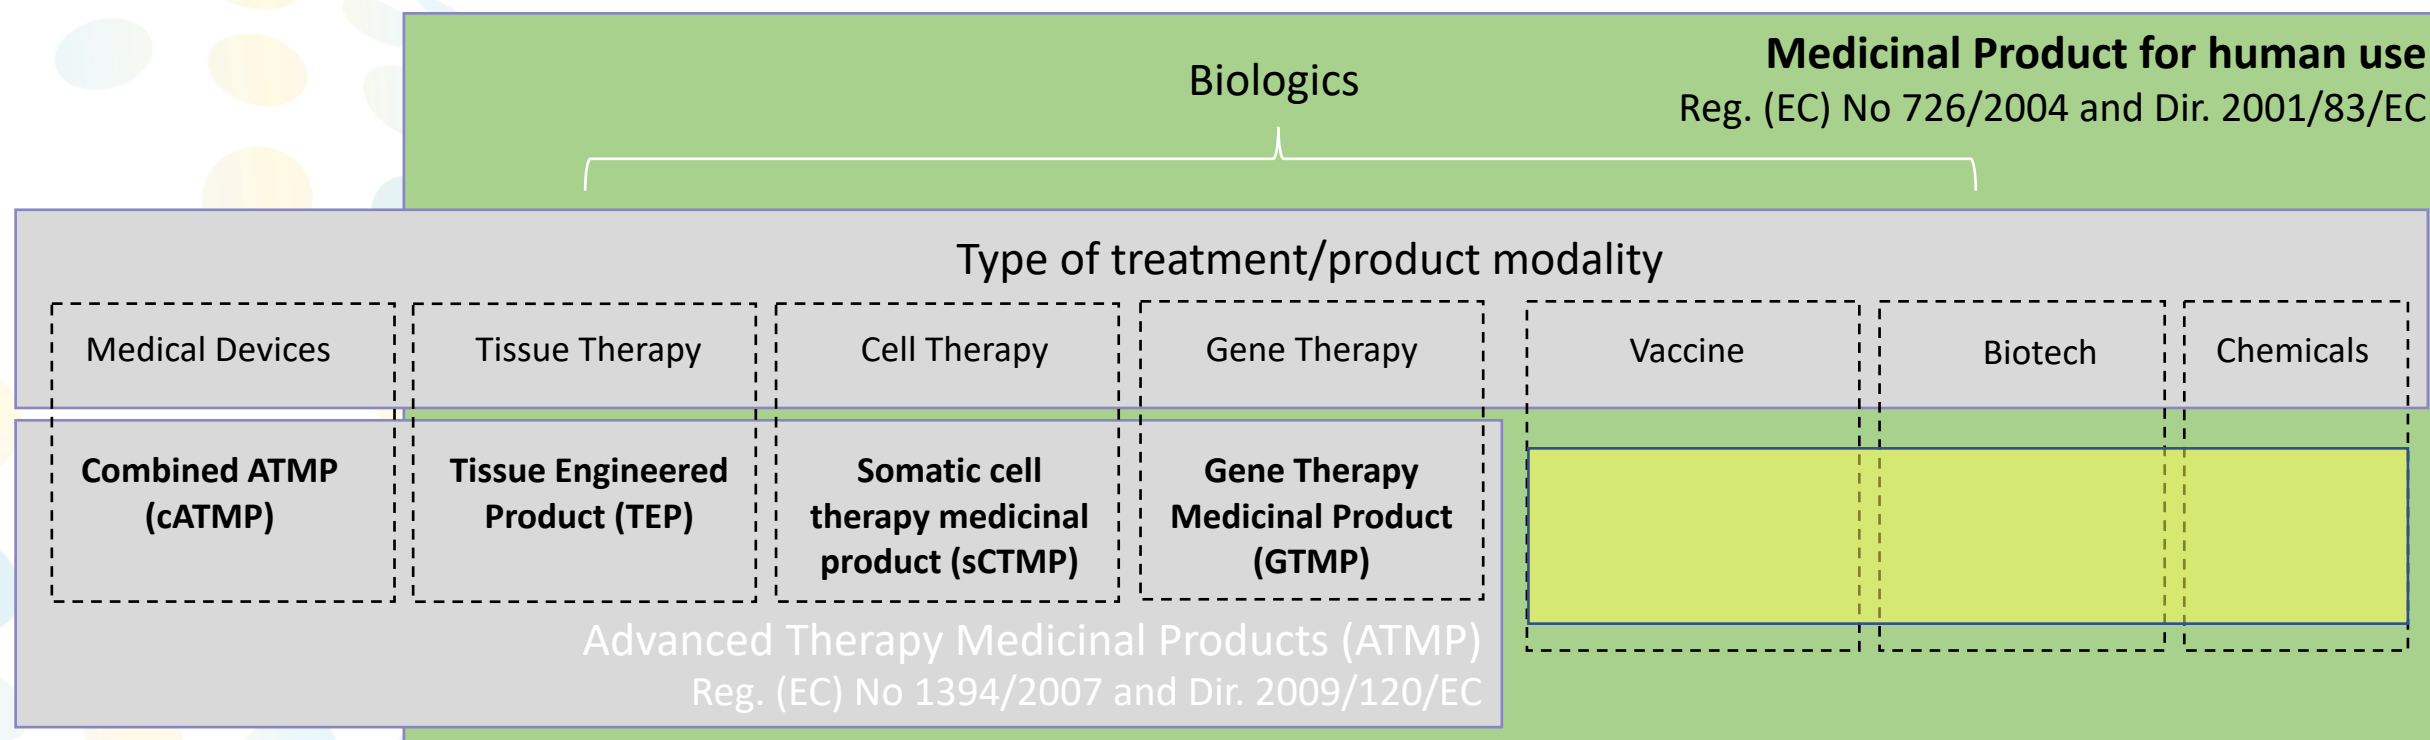 Medicinal Product for human use
Reg. (EC) No 726/2004 and Dir. 2001/83/EC
Biologics
Type of treatment/product modality
Medical Devices
Tissue Therapy
Cell Therapy
Gene Therapy
Vaccine
Biotech
Chemicals
Combined ATMP
(cATMP)
Tissue Engineered
Product (TEP)
Somatic cell
therapy medicinal
product (sCTMP)
Gene Therapy
Medicinal Product
(GTMP)
Advanced Therapy Medicinal Products (ATMP)
Reg. (EC) No 1394/2007 and Dir. 2009/120/EC